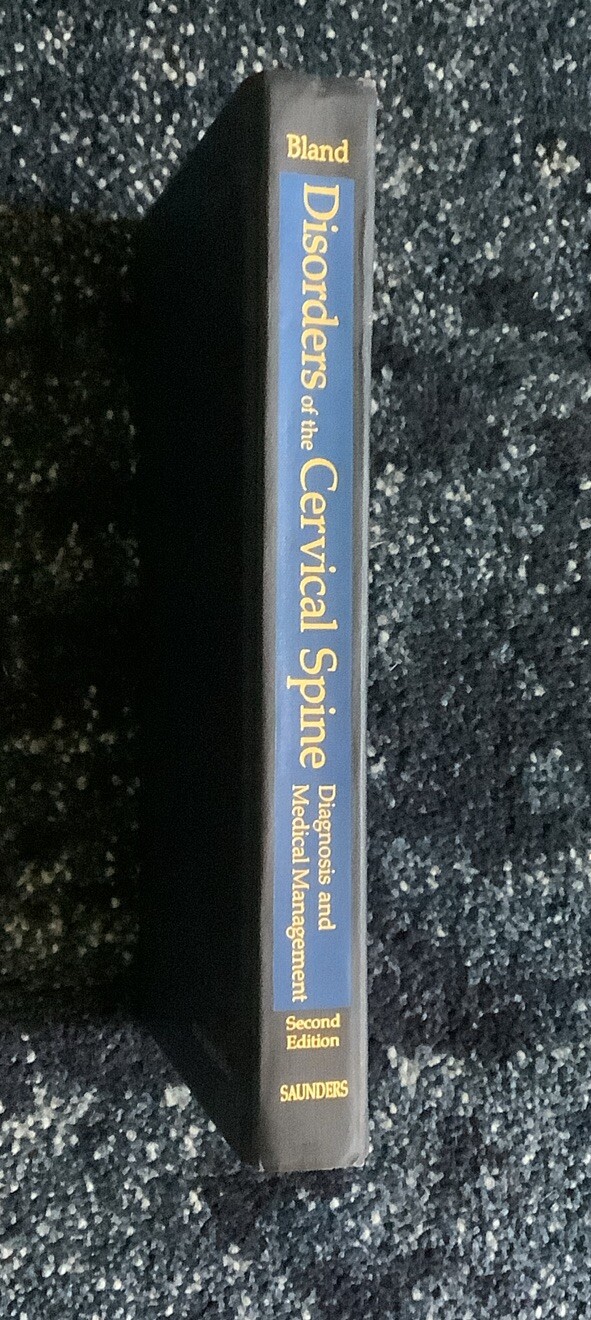 Bland
Disorders of the Cervical Spine
Diagnosis and
Medical Management
Second
Edition
SAUNDERS